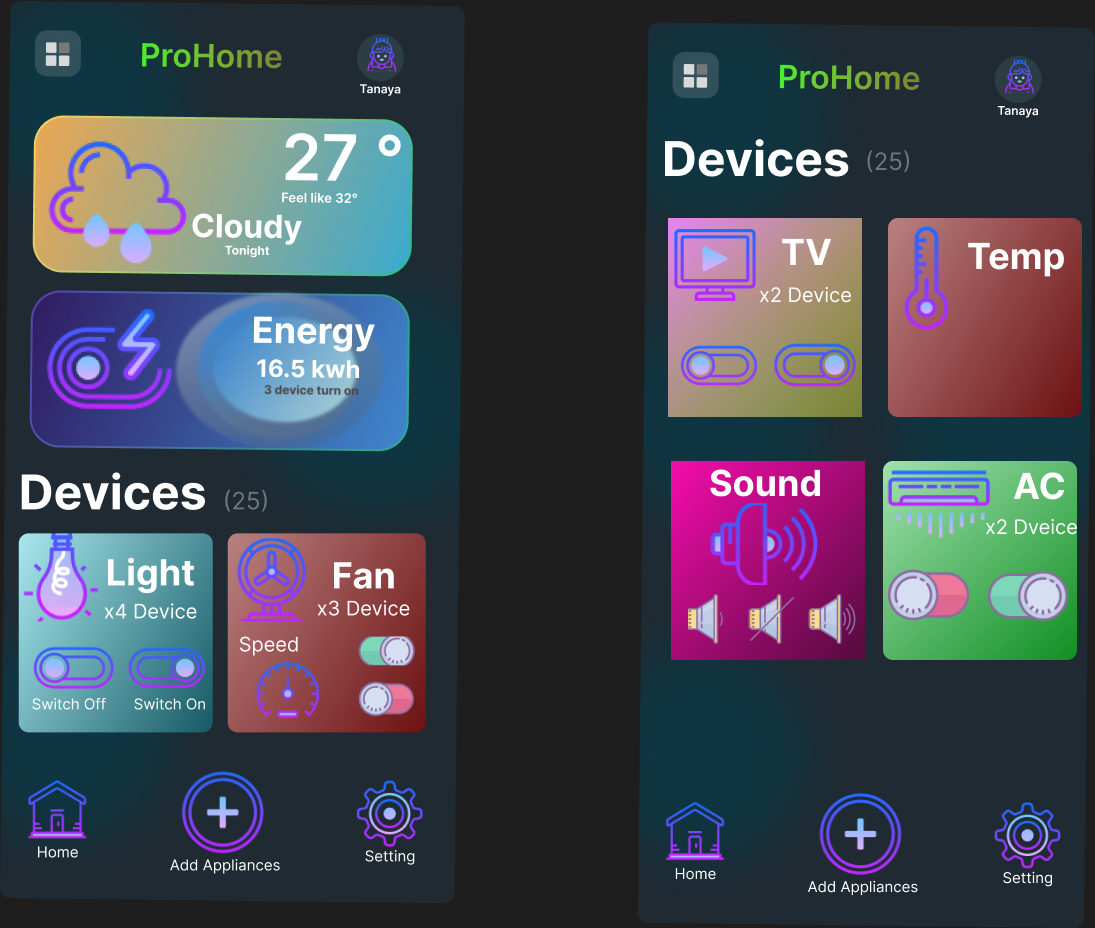 ProHome
Tanaya
27 °
Feel like 32°
Cloudy
Tonight
Energy
16.5 kwh
3 device turn on
Devices (25)
Light
x4 Device
Switch Off
Switch On
Fan
x3 Device
Speed
Home
Add Appliances
Setting
ProHome
Tanaya
Devices (25)
TV
x2 Device
Temp
Sound
AC
x2 Dveice
Home
Add Appliances
Setting